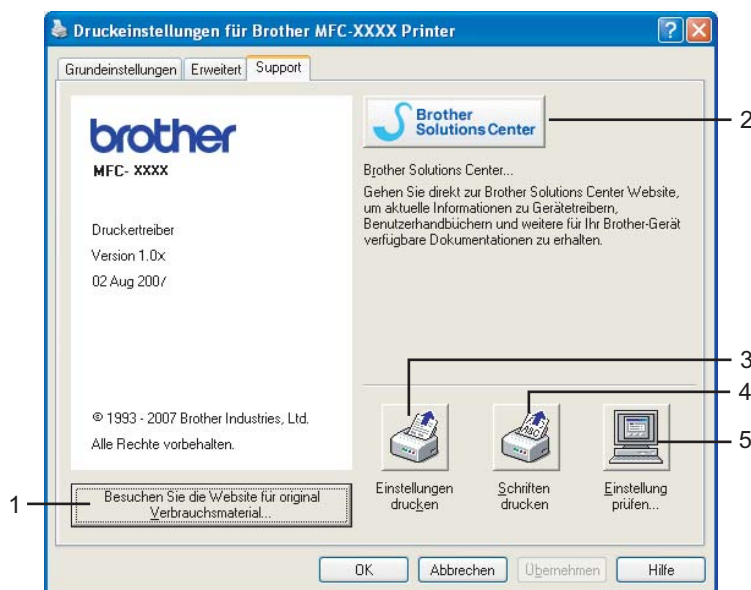 Druckeinstellungen für Brother MFC-XXXX Printer
Grundeinstellungen Erweitert Support
brother
MFC- XXXX
Druckertreiber
Version 1.0x
02 Aug 2007
© 1993 - 2007 Brother Industries, Ltd.
Alle Rechte vorbehalten.
1
Besuchen Sie die Website für original
Verbrauchsmaterial...
Brother
Solutions Center
2
Brother Solutions Center...
Gehen Sie direkt zur Brother Solutions Center Website,
um aktuelle Informationen zu Gerätetreibern,
Benutzerhandbüchern und weitere für Ihr Brother-Gerät
verfügbare Dokumentationen zu erhalten.
3
4
ABC
5
Einstellungen
drucken
Schriften
drucken
Einstellung
prüfen...
OK Abbrechen Übernehmen Hilfe